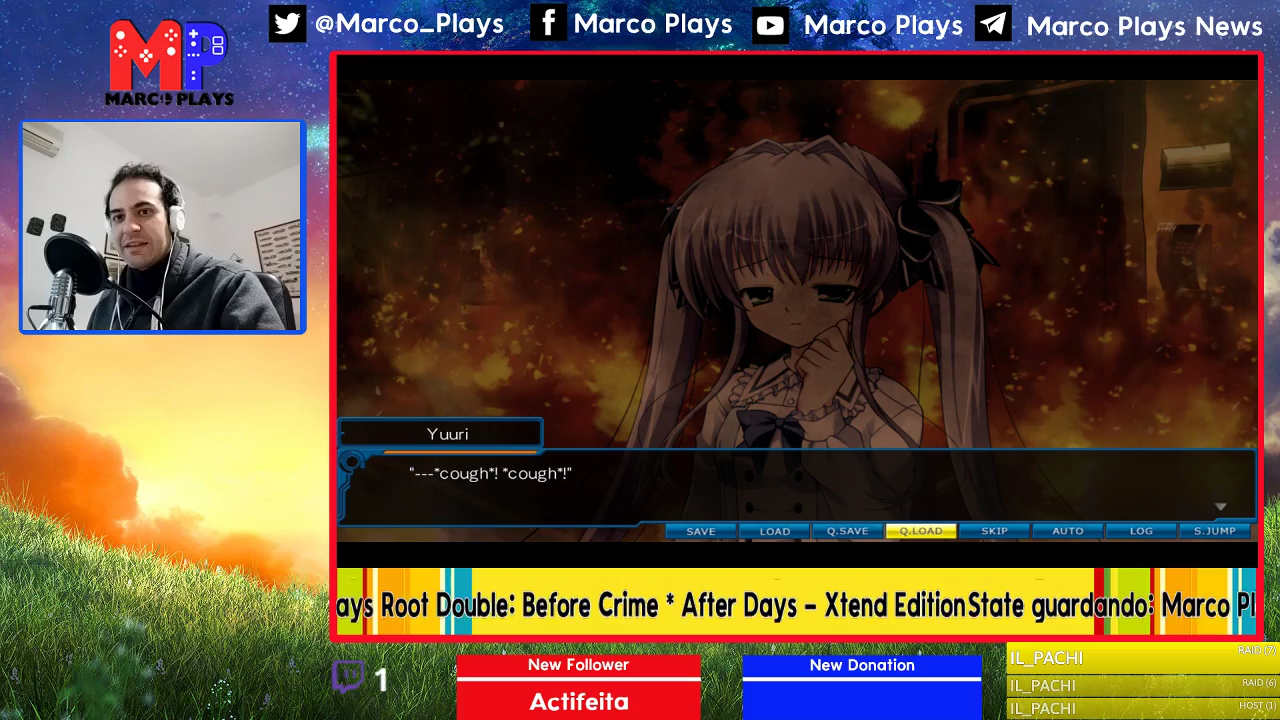 @Marco_Plays
Marco Plays
Marco Plays
Marco Plays News
MP
MARCO PLAYS
Yuuri
"---*cough*! *cough*!"
SAVE
LOAD
Q.SAVE
Q.LOAD
SKIP
AUTO
LOG
S.JUMP
ays Root Double: Before Crime * After Days - Xtend EditionState guardando: Marco Pl
1
New Follower
Actifeita
New Donation
IL_PACHI
RAID (7)
IL_PACHI
RAID (6)
IL_PACHI
HOST (1)